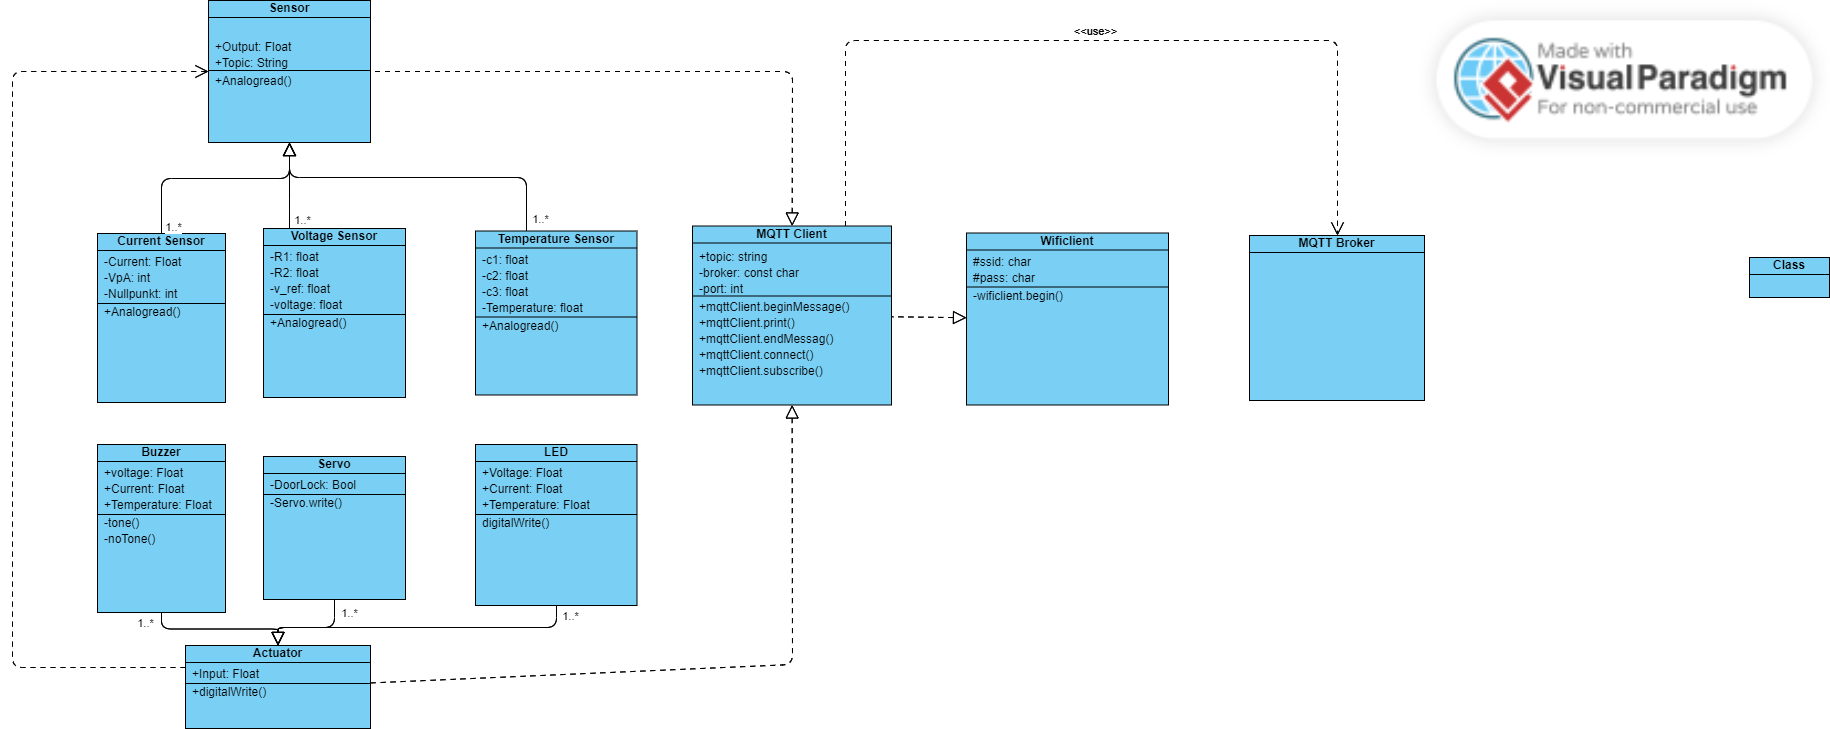 Sensor
+Output: Float
+Topic: String
+Analogread()
<<use>>
Made with
Visual Paradigm
For non-commercial use
1..*
1..*
1..*
Current Sensor
-Current: Float
-VpA: int
-Nullpunkt: int
+Analogread()
Voltage Sensor
-R1: float
-R2: float
-v_ref: float
-voltage: float
+Analogread()
Temperature Sensor
-c1: float
-c2: float
-c3: float
-Temperature: float
+Analogread()
MQTT Client
+topic: string
-broker: const char
-port: int
+mqttClient.beginMessage()
+mqttClient.print()
+mqttClient.endMessag()
+mqttClient.connect()
+mqttClient.subscribe()
Wificlient
#ssid: char
#pass: char
-wificlient.begin()
MQTT Broker
Class
Buzzer
+voltage: Float
+Current: Float
+Temperature: Float
-tone()
-noTone()
Servo
-DoorLock: Bool
-Servo.write()
LED
+Voltage: Float
+Current: Float
+Temperature: Float
digitalWrite()
1..*
1..*
1..*
Actuator
+Input: Float
+digitalWrite()